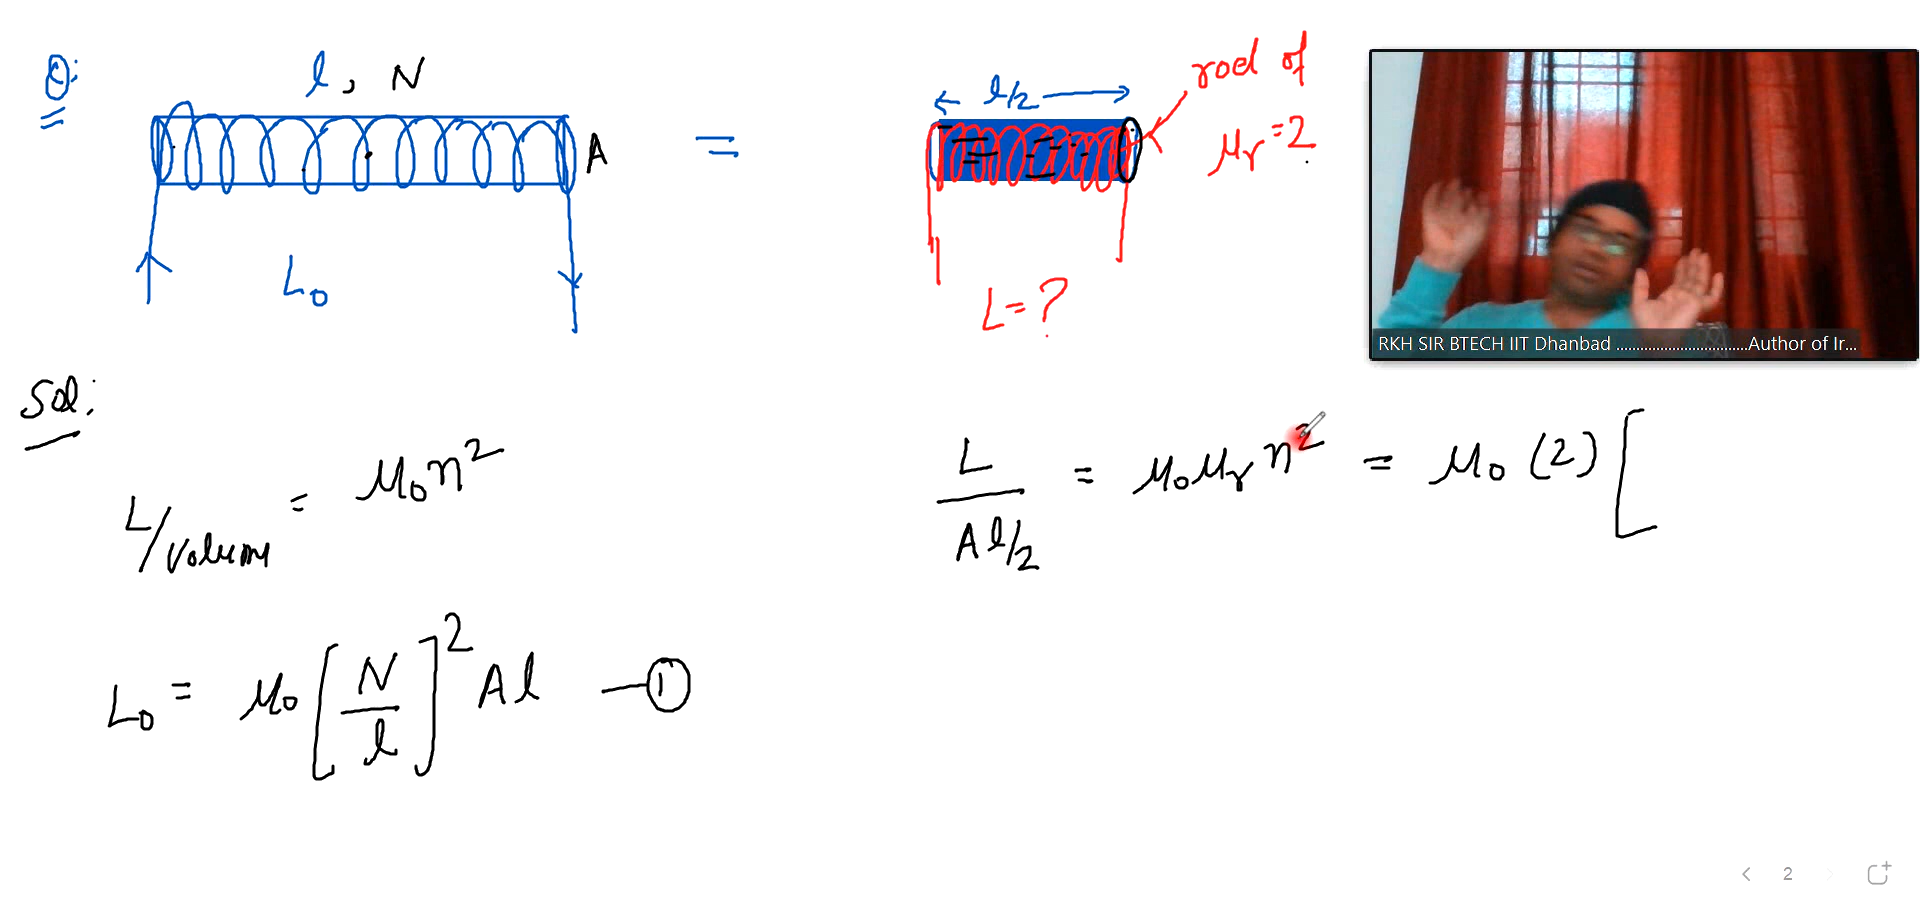 Q:
l, N
A
=
L₀
l/2
rod of
μr = 2
L = ?
RKH SIR BTECH IIT Dhanbad ................................Author of Ir...
Sol:
L/volume = μ₀n²
L₀ = μ₀ [N/l]² Al —①
L/(Al/2) = μ₀μr n² = μ₀ (2) [
2